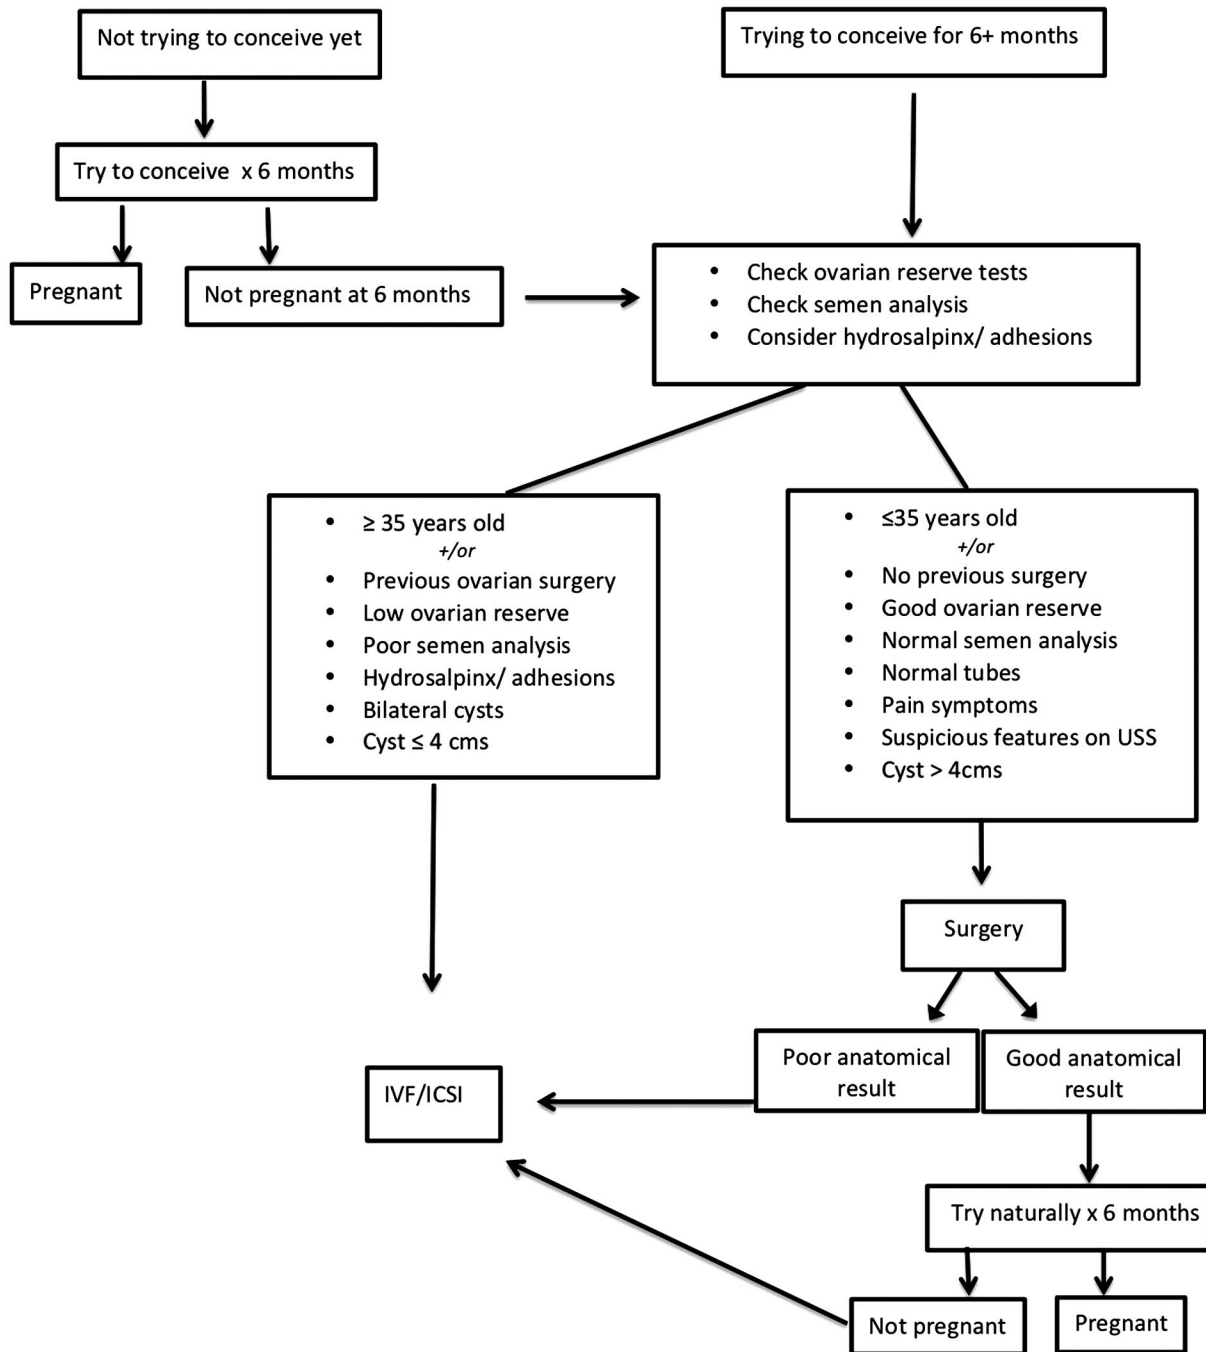 Not trying to conceive yet
Trying to conceive for 6+ months
Try to conceive x 6 months
Pregnant
Not pregnant at 6 months
• Check ovarian reserve tests
• Check semen analysis
• Consider hydrosalpinx/ adhesions
• ≥ 35 years old
+/or
• Previous ovarian surgery
• Low ovarian reserve
• Poor semen analysis
• Hydrosalpinx/ adhesions
• Bilateral cysts
• Cyst ≤ 4 cms
• ≤35 years old
+/or
• No previous surgery
• Good ovarian reserve
• Normal semen analysis
• Normal tubes
• Pain symptoms
• Suspicious features on USS
• Cyst > 4cms
Surgery
Poor anatomical
result
Good anatomical
result
IVF/ICSI
Try naturally x 6 months
Not pregnant
Pregnant